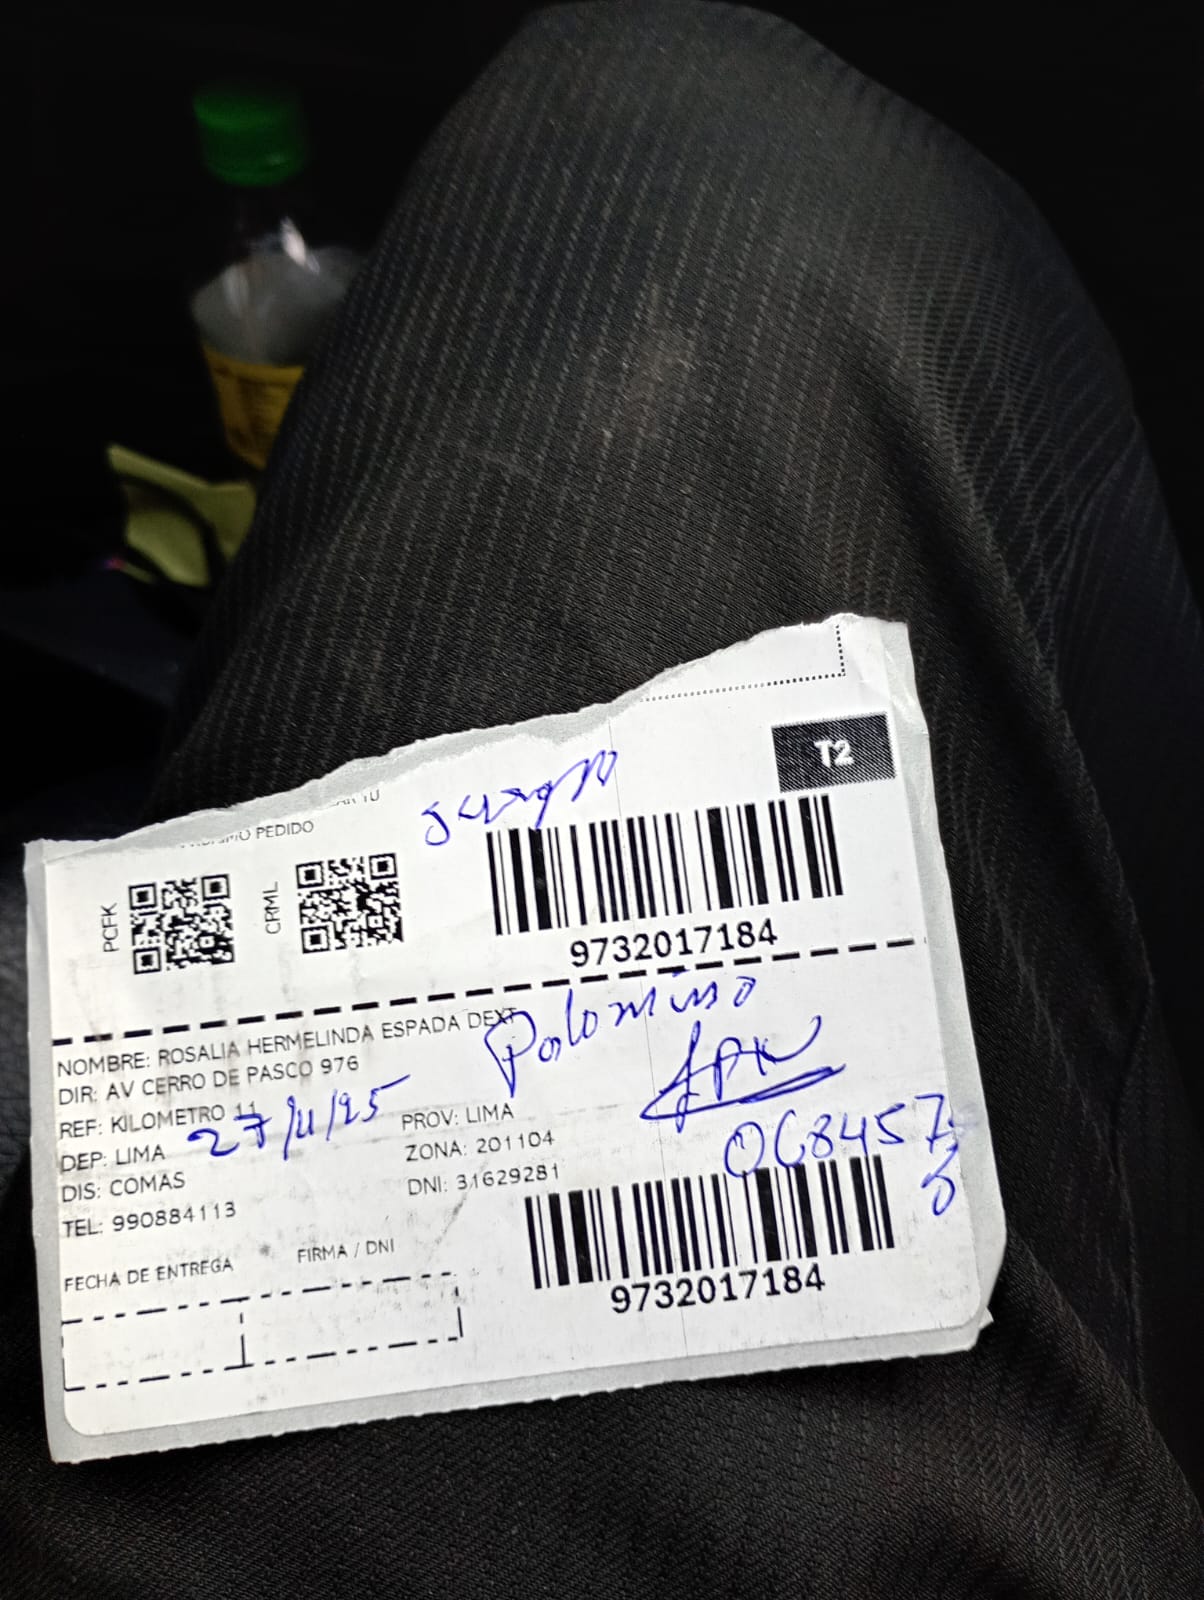 PEDIDO
T2
PCFK
CRML
9732017184
Palomino
NOMBRE: ROSALIA HERMELINDA ESPADA DEXT
DIR: AV CERRO DE PASCO 976
REF: KILOMETRO 11
27/11/25
DEP: LIMA
PROV: LIMA
DIS: COMAS
ZONA: 201104
TEL: 990884113
DNI: 31629281
FECHA DE ENTREGA
FIRMA / DNI
9732017184